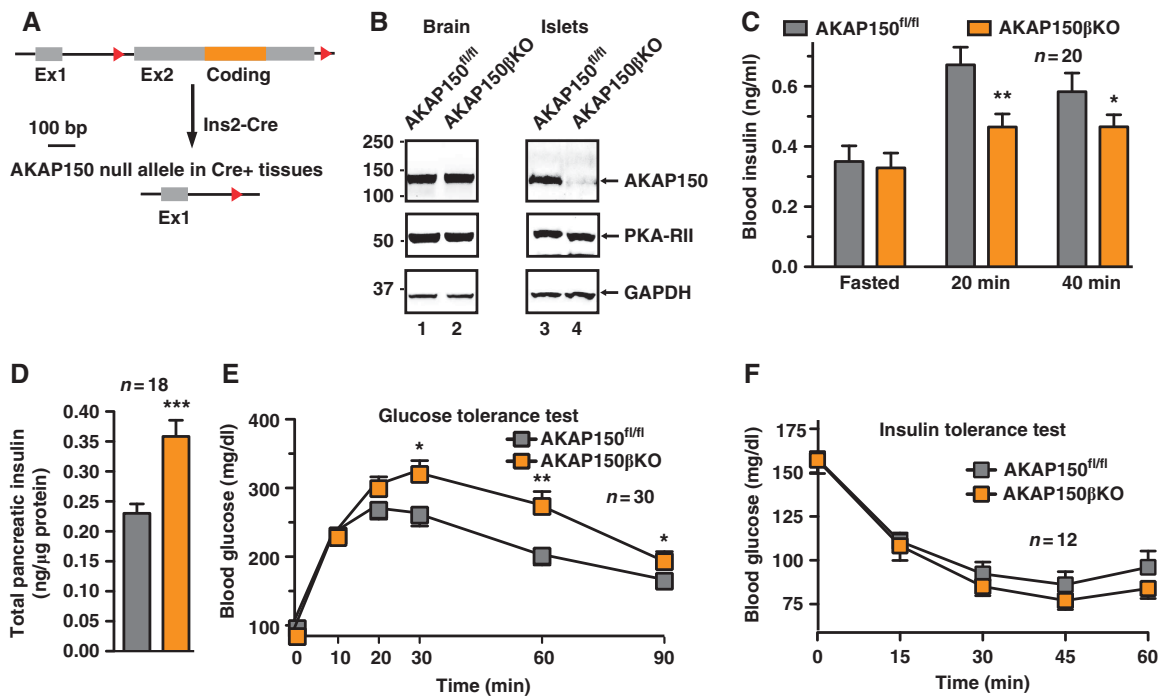 A
Ex1
Ex2
Coding
100 bp
Ins2-Cre
AKAP150 null allele in Cre+ tissues
Ex1
B
Brain
Islets
AKAP150fl/fl
AKAP150βKO
AKAP150fl/fl
AKAP150βKO
250
150
100
AKAP150
50
PKA-RII
37
GAPDH
1 2 3 4
C
AKAP150fl/fl
AKAP150βKO
n=20
Blood insulin (ng/ml)
0.6
0.4
0.2
0.0
**
*
Fasted
20 min
40 min
D
n=18
***
Total pancreatic insulin
(ng/μg protein)
0.40
0.35
0.30
0.25
0.20
0.15
0.10
0.05
0.00
E
Glucose tolerance test
AKAP150fl/fl
AKAP150βKO
n=30
Blood glucose (mg/dl)
400
300
200
100
*
**
*
0 10 20 30 60 90
Time (min)
F
Insulin tolerance test
AKAP150fl/fl
AKAP150βKO
n=12
Blood glucose (mg/dl)
175
150
125
100
75
0 15 30 45 60
Time (min)